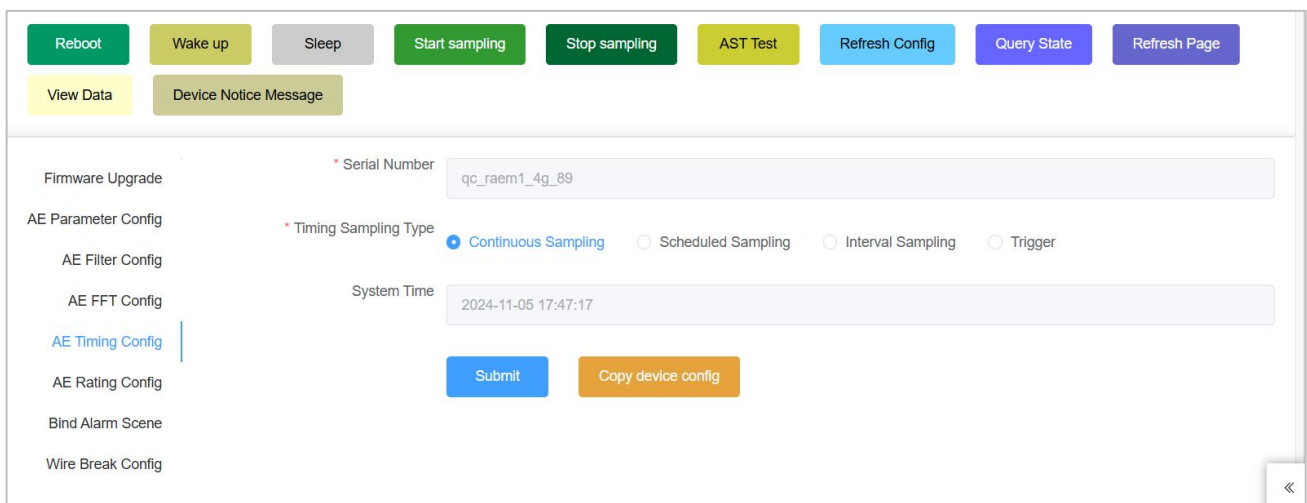 Reboot Wake up Sleep Start sampling Stop sampling AST Test Refresh Config Query State Refresh Page
View Data Device Notice Message
Firmware Upgrade
AE Parameter Config
AE Filter Config
AE FFT Config
AE Timing Config
AE Rating Config
Bind Alarm Scene
Wire Break Config
* Serial Number qc_raem1_4g_89
* Timing Sampling Type Continuous Sampling Scheduled Sampling Interval Sampling Trigger
System Time 2024-11-05 17:47:17
Submit Copy device config
«